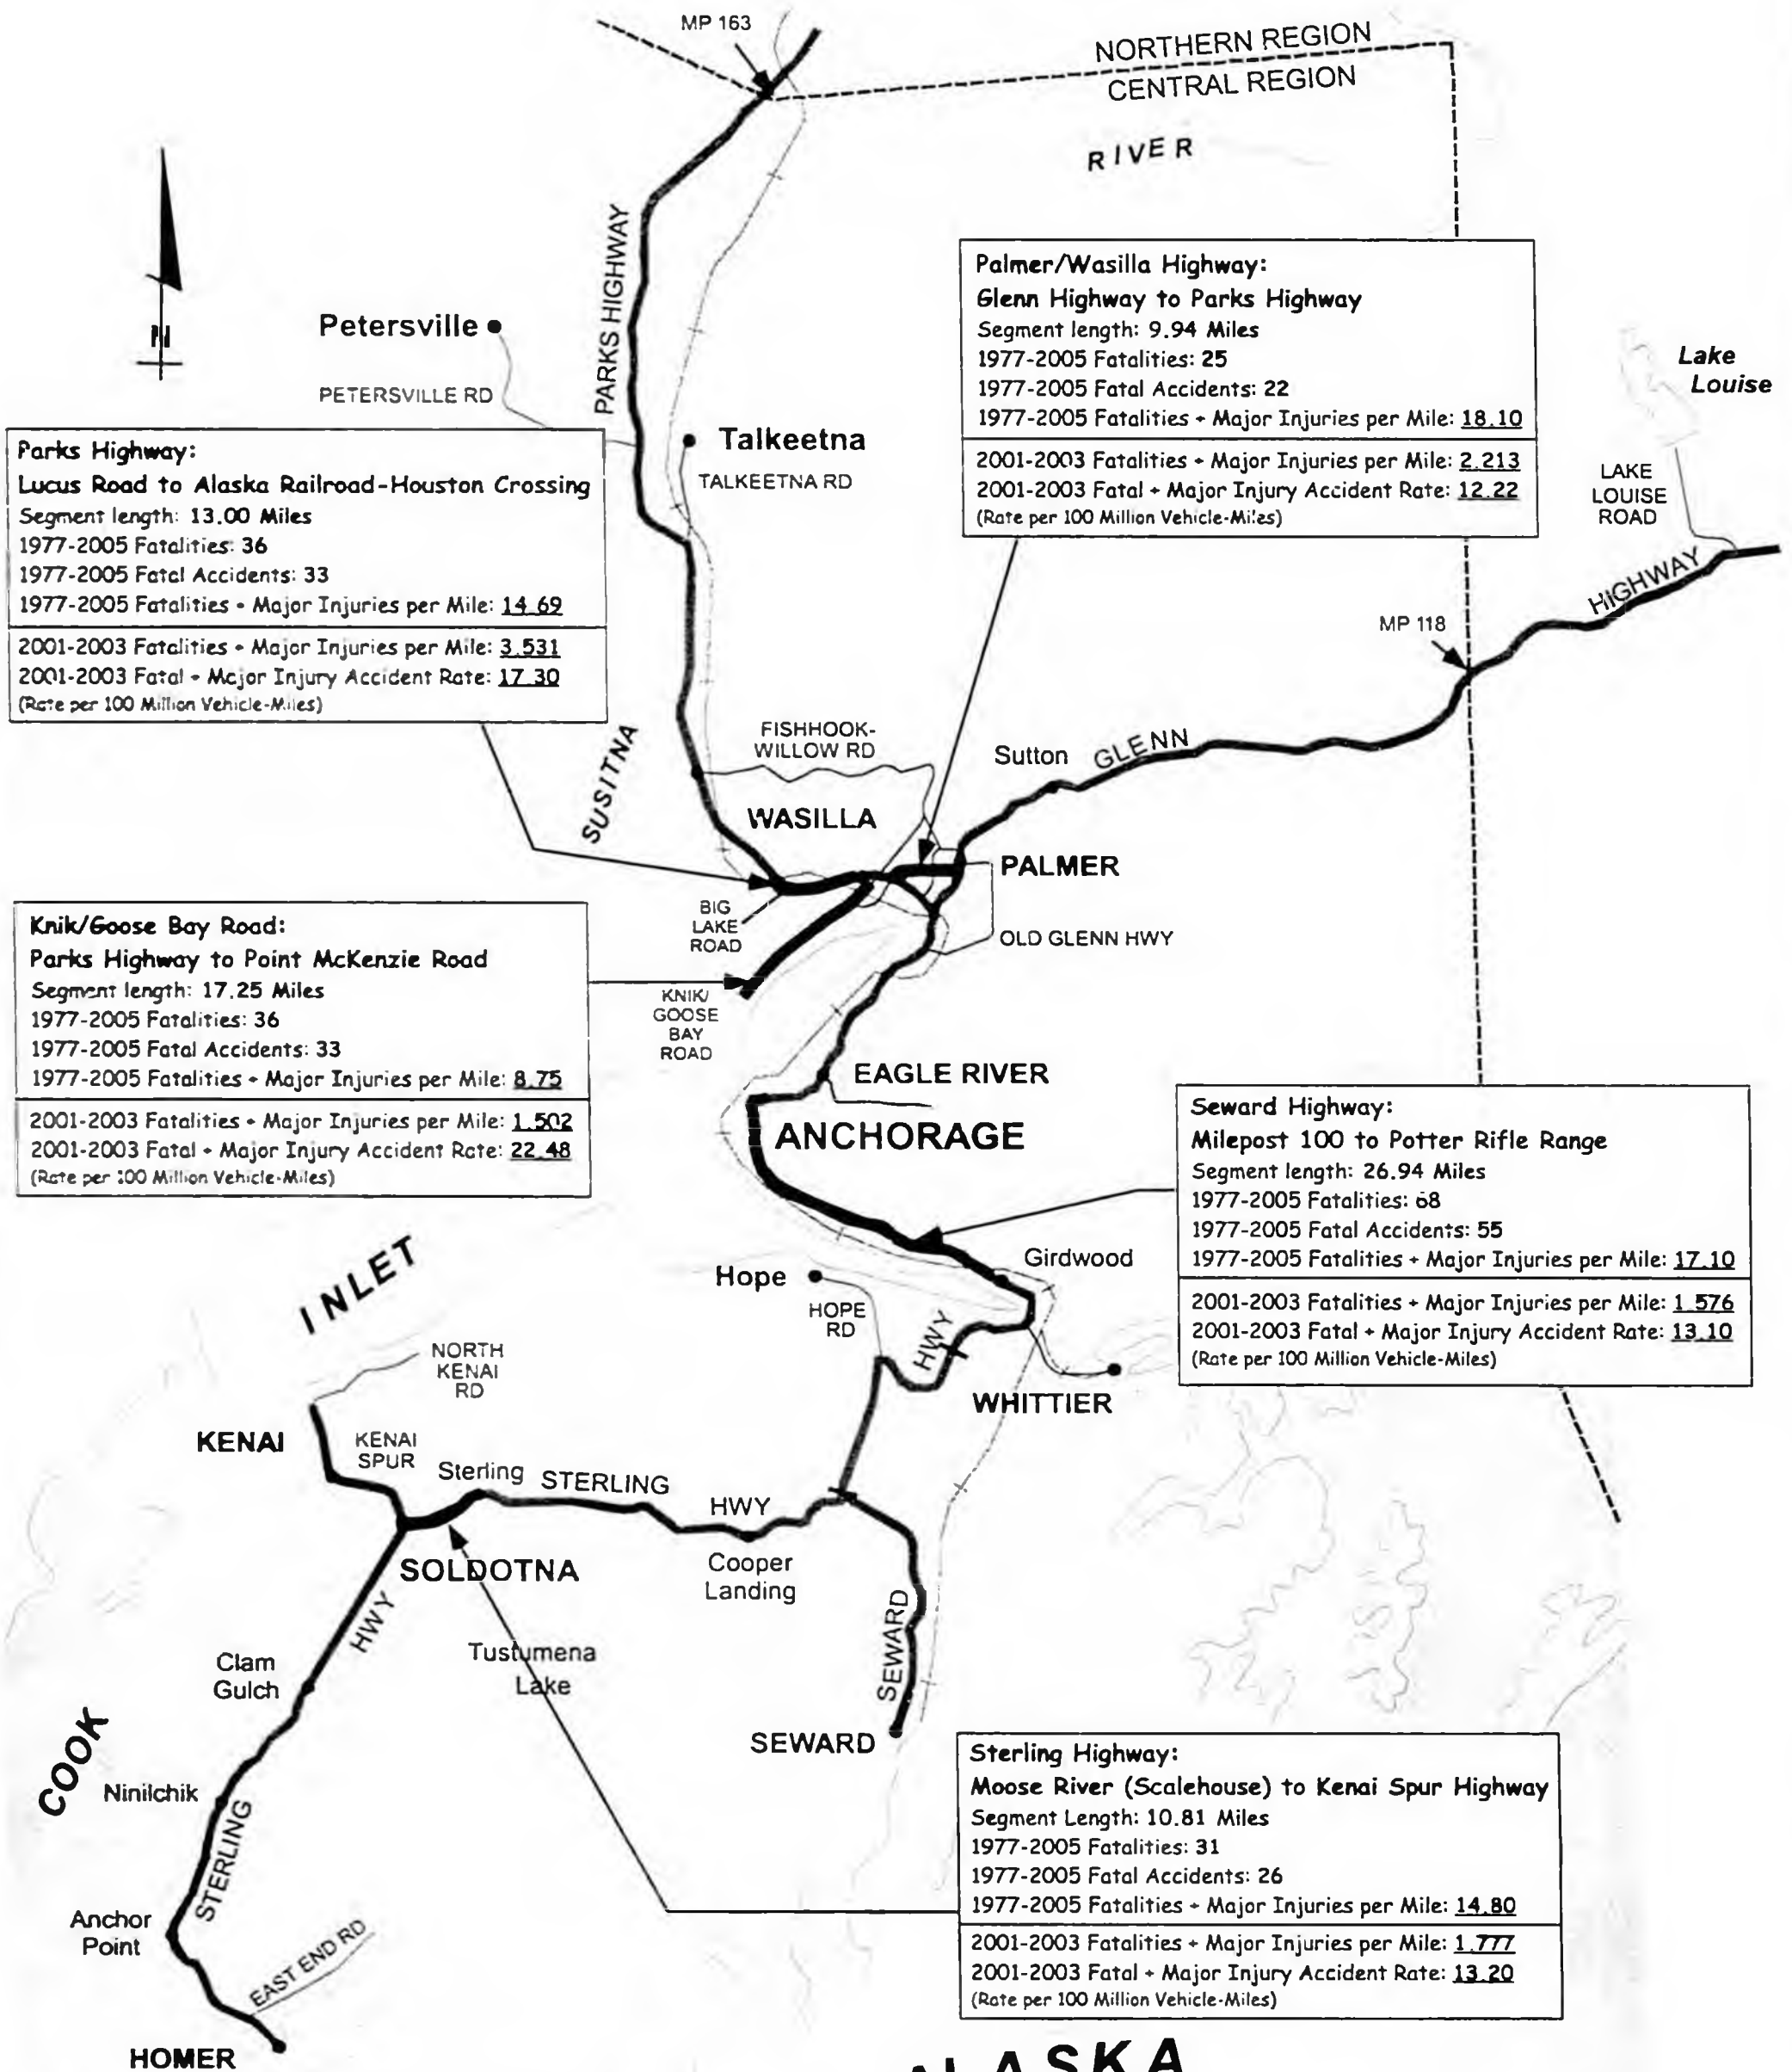 MP 163
NORTHERN REGION
CENTRAL REGION
RIVER
PARKS HIGHWAY
Petersville
PETERSVILLE RD
Talkeetna
TALKEETNA RD
N
Palmer/Wasilla Highway:
Glenn Highway to Parks Highway
Segment length: 9.94 Miles
1977-2005 Fatalities: 25
1977-2005 Fatal Accidents: 22
1977-2005 Fatalities + Major Injuries per Mile: 18.10
2001-2003 Fatalities + Major Injuries per Mile: 2.213
2001-2003 Fatal + Major Injury Accident Rate: 12.22
(Rate per 100 Million Vehicle-Miles)
Lake
Louise
LAKE
LOUISE
ROAD
Parks Highway:
Lucus Road to Alaska Railroad-Houston Crossing
Segment length: 13.00 Miles
1977-2005 Fatalities: 36
1977-2005 Fatal Accidents: 33
1977-2005 Fatalities + Major Injuries per Mile: 14.69
2001-2003 Fatalities + Major Injuries per Mile: 3.531
2001-2003 Fatal + Major Injury Accident Rate: 17.30
(Rate per 100 Million Vehicle-Miles)
HIGHWAY
MP 118
GLENN
Sutton
FISHHOOK-
WILLOW RD
SUSITNA
WASILLA
PALMER
BIG
LAKE
ROAD
OLD GLENN HWY
KNIK/
GOOSE
BAY
ROAD
Knik/Goose Bay Road:
Parks Highway to Point McKenzie Road
Segment length: 17.25 Miles
1977-2005 Fatalities: 36
1977-2005 Fatal Accidents: 33
1977-2005 Fatalities + Major Injuries per Mile: 8.75
2001-2003 Fatalities + Major Injuries per Mile: 1.502
2001-2003 Fatal + Major Injury Accident Rate: 22.48
(Rate per 100 Million Vehicle-Miles)
EAGLE RIVER
ANCHORAGE
Seward Highway:
Milepost 100 to Potter Rifle Range
Segment length: 26.94 Miles
1977-2005 Fatalities: 68
1977-2005 Fatal Accidents: 55
1977-2005 Fatalities + Major Injuries per Mile: 17.10
2001-2003 Fatalities + Major Injuries per Mile: 1.576
2001-2003 Fatal + Major Injury Accident Rate: 13.10
(Rate per 100 Million Vehicle-Miles)
INLET
Hope
HOPE
RD
Girdwood
HWY
WHITTIER
NORTH
KENAI
RD
KENAI
KENAI
SPUR
Sterling
STERLING
HWY
SOLDOTNA
Cooper
Landing
HWY
SEWARD
Tustumena
Lake
Clam
Gulch
COOK
SEWARD
Ninilchik
STERLING
Anchor
Point
EAST END RD
HOMER
Sterling Highway:
Moose River (Scalehouse) to Kenai Spur Highway
Segment Length: 10.81 Miles
1977-2005 Fatalities: 31
1977-2005 Fatal Accidents: 26
1977-2005 Fatalities + Major Injuries per Mile: 14.80
2001-2003 Fatalities + Major Injuries per Mile: 1.777
2001-2003 Fatal + Major Injury Accident Rate: 13.20
(Rate per 100 Million Vehicle-Miles)
ALASKA